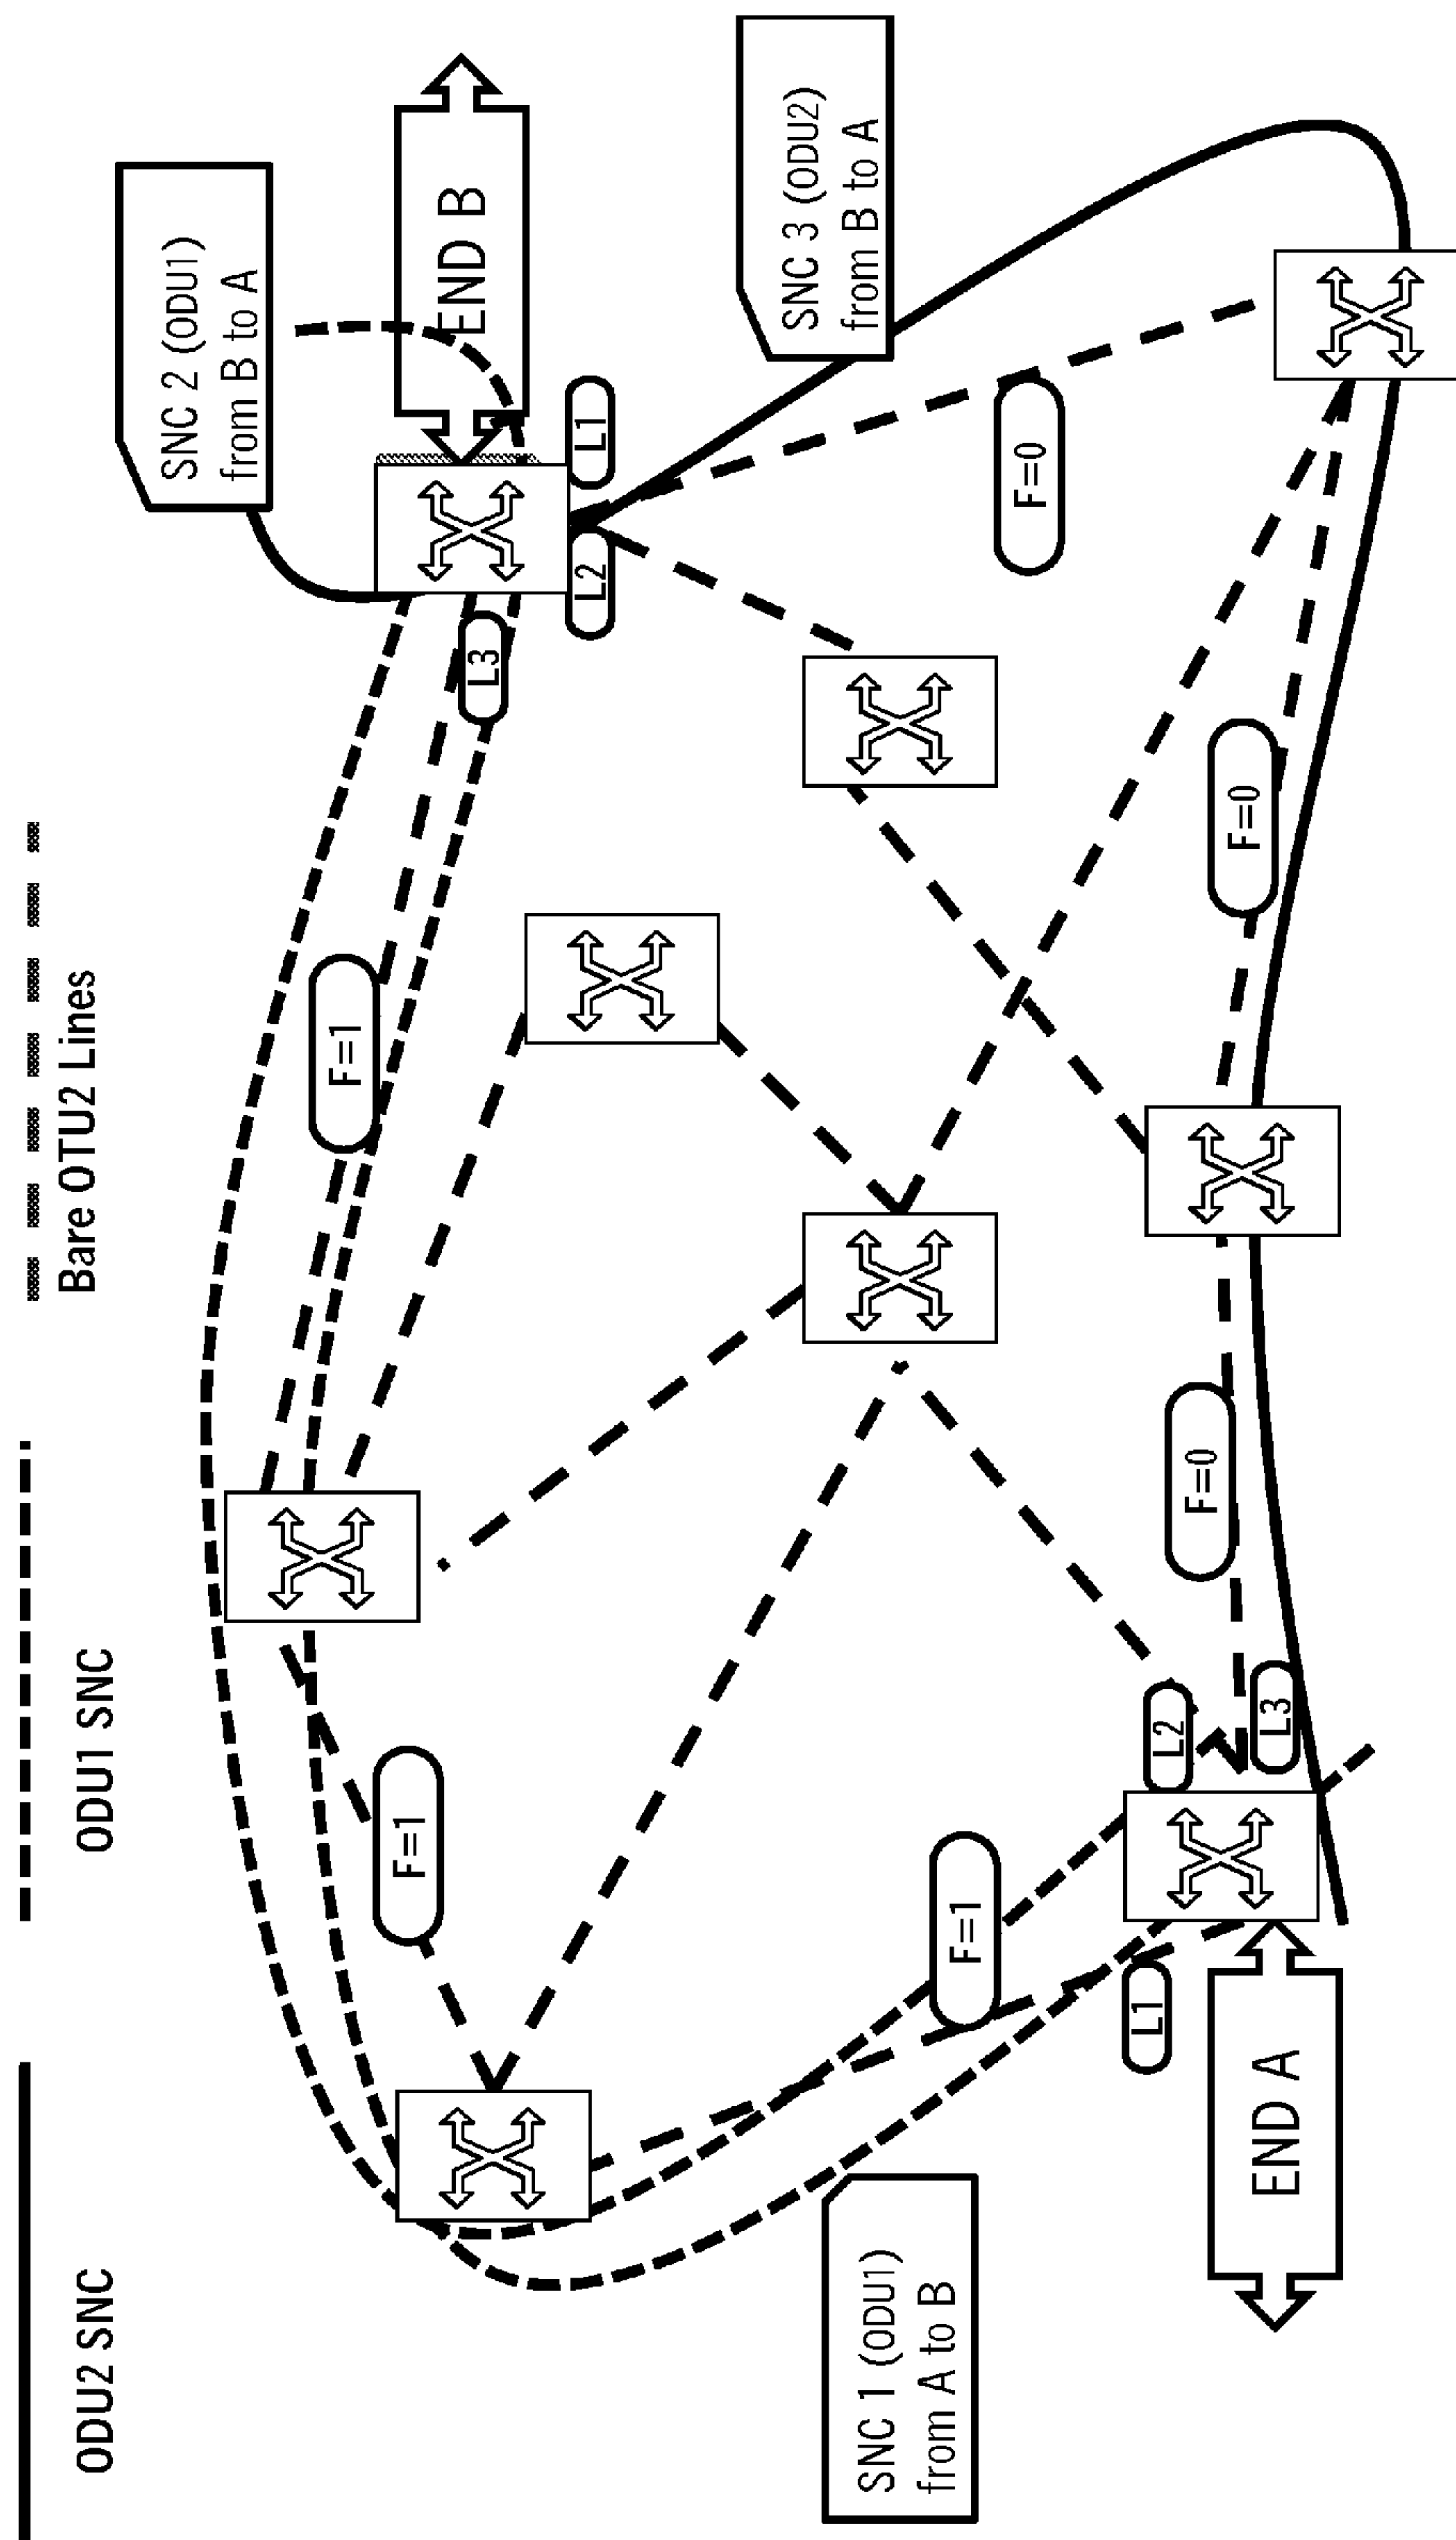 ODU2 SNC
ODU1 SNC
Bare OTU2 Lines
SNC 2 (ODU1)
from B to A
END B
F=1
F=1
L3
L2
L1
SNC 3 (ODU2)
from B to A
F=0
F=1
SNC 1 (ODU1)
from A to B
L1
L2
L3
F=0
F=0
END A